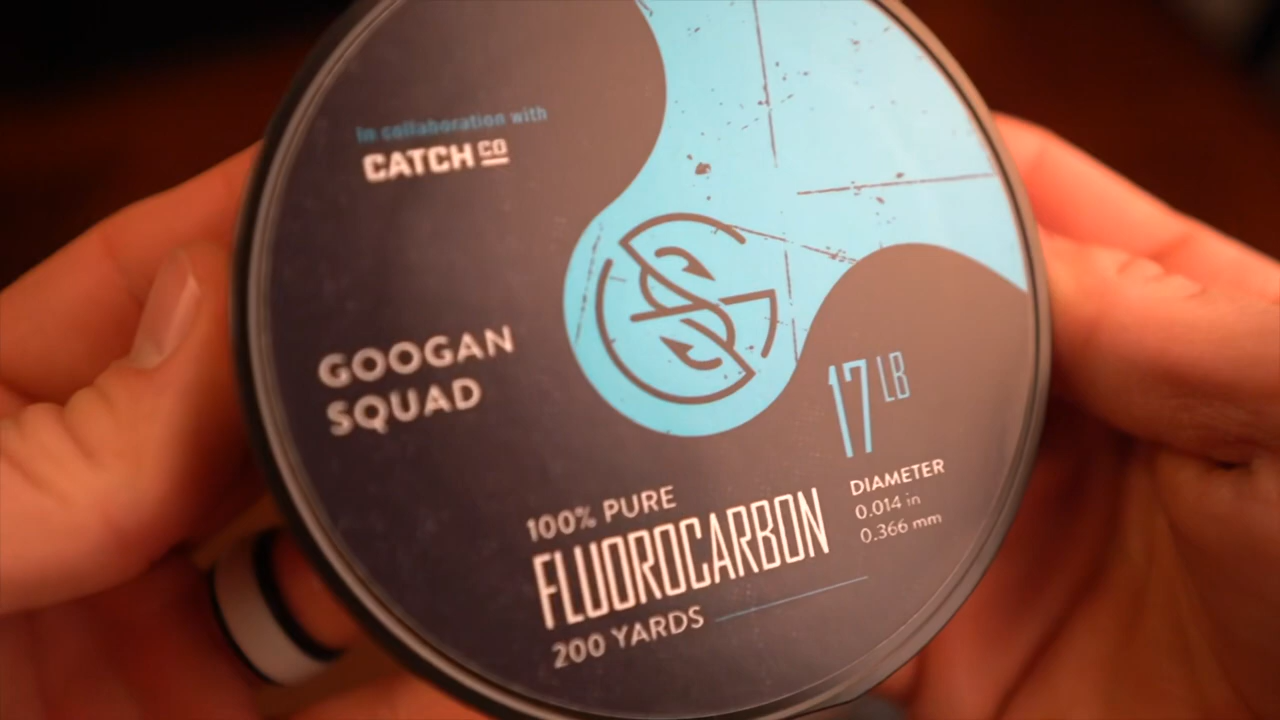 In collaboration with
CATCH CO
GOOGAN
SQUAD
17 LB
DIAMETER
0.014 in
0.366 mm
100% PURE
FLUOROCARBON
200 YARDS